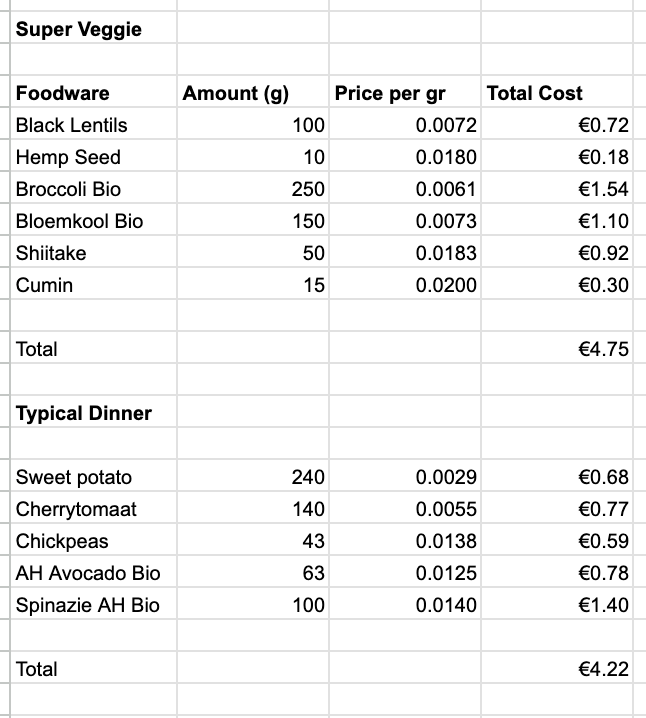 Super Veggie
Foodware Amount (g) Price per gr Total Cost
Black Lentils 100 0.0072 €0.72
Hemp Seed 10 0.0180 €0.18
Broccoli Bio 250 0.0061 €1.54
Bloemkool Bio 150 0.0073 €1.10
Shiitake 50 0.0183 €0.92
Cumin 15 0.0200 €0.30
Total €4.75
Typical Dinner
Sweet potato 240 0.0029 €0.68
Cherrytomaat 140 0.0055 €0.77
Chickpeas 43 0.0138 €0.59
AH Avocado Bio 63 0.0125 €0.78
Spinazie AH Bio 100 0.0140 €1.40
Total €4.22